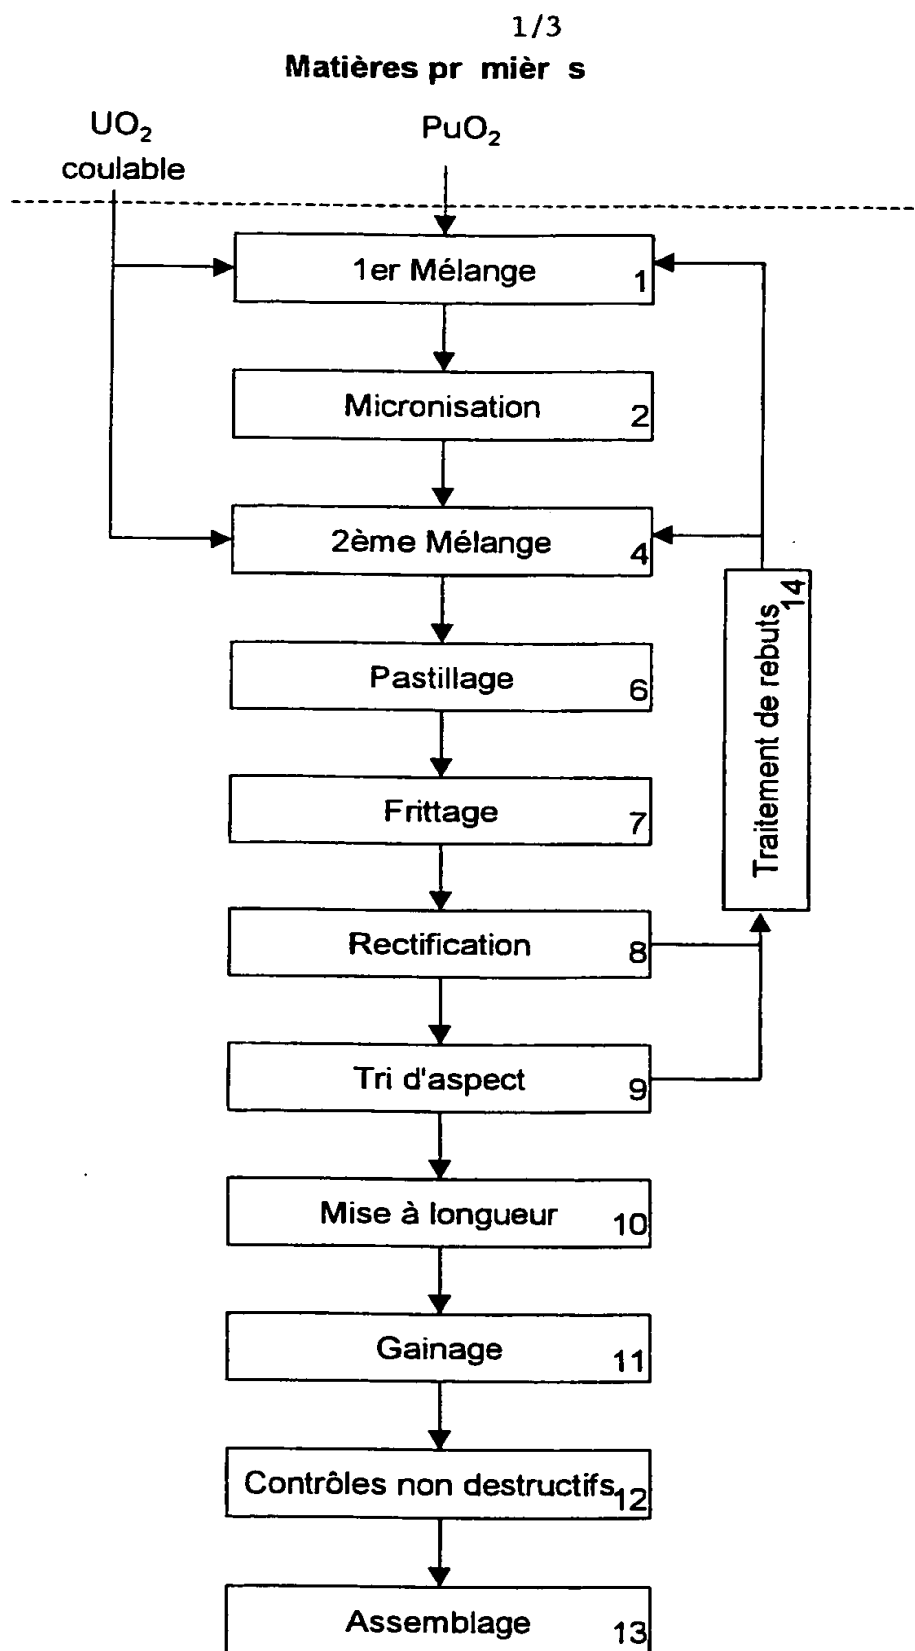 1/3
Matières pr mièr s
UO₂
coulable
PuO₂
1er Mélange 1
Micronisation 2
2ème Mélange 4
Pastillage 6
Frittage 7
Rectification 8
Tri d'aspect 9
Mise à longueur 10
Gainage 11
Contrôles non destructifs 12
Assemblage 13
Traitement de rebuts 14